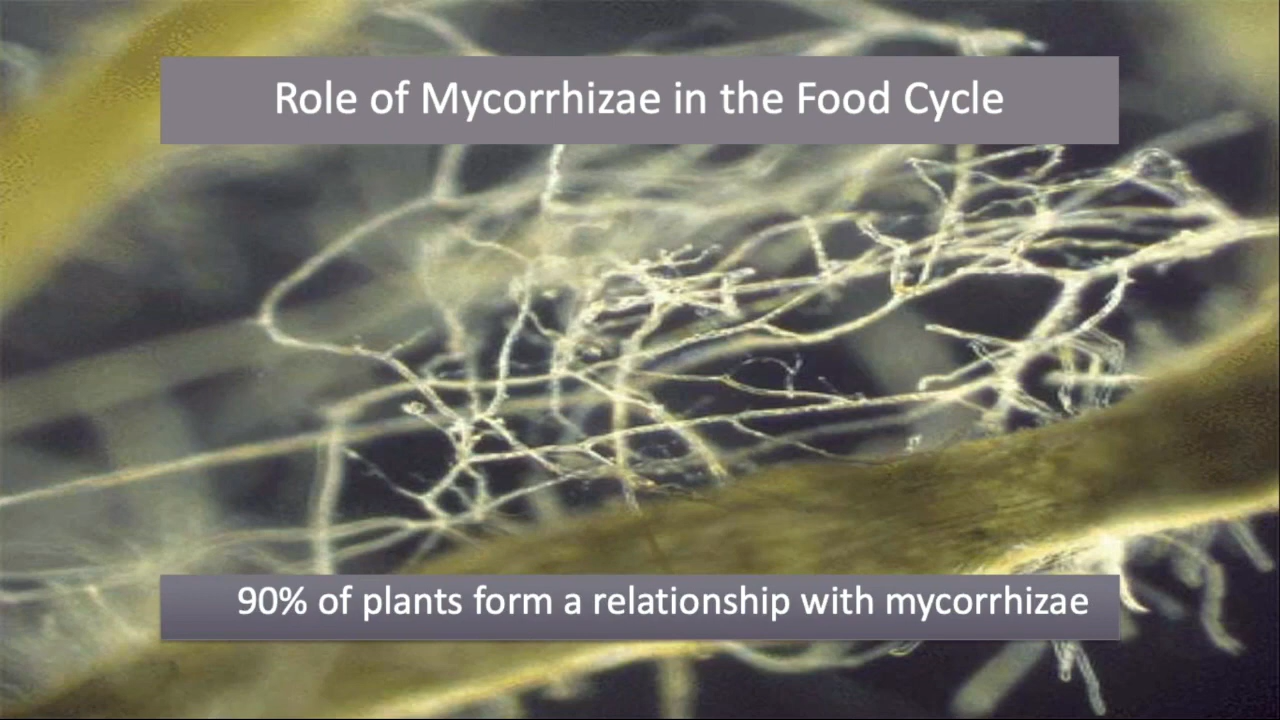 Role of Mycorrhizae in the Food Cycle
90% of plants form a relationship with mycorrhizae